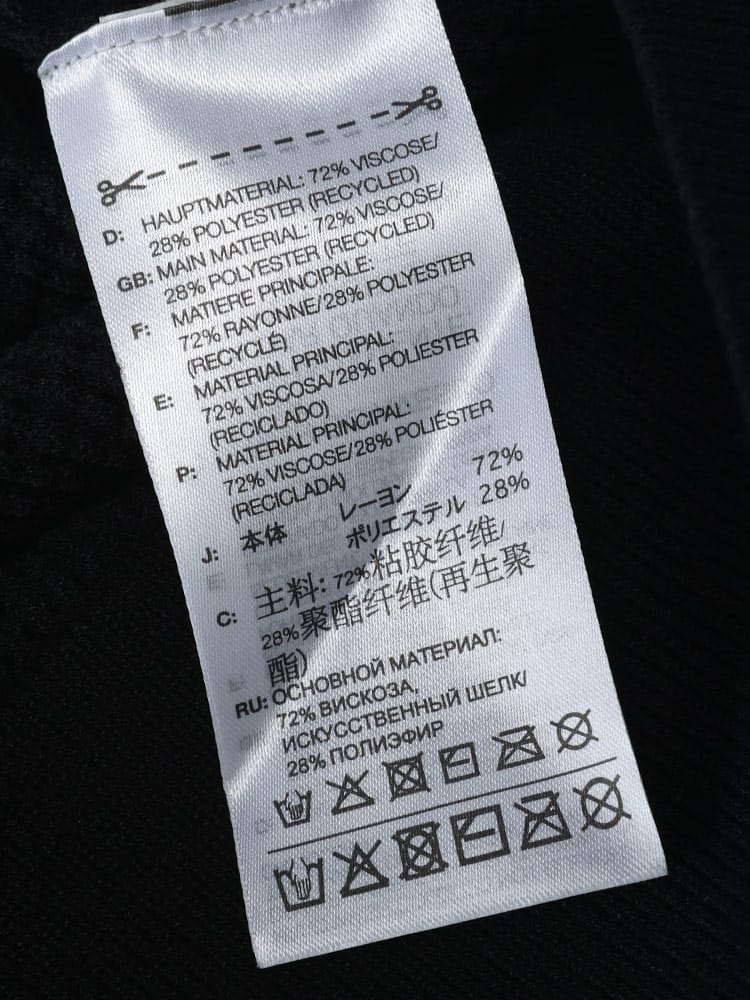 D: HAUPTMATERIAL: 72% VISCOSE/
28% POLYESTER (RECYCLED)
GB: MAIN MATERIAL: 72% VISCOSE/
28% POLYESTER (RECYCLED)
F: MATIERE PRINCIPALE:
72% RAYONNE/28% POLYESTER
(RECYCLÉ)
E: MATERIAL PRINCIPAL:
72% VISCOSA/28% POLIESTER
(RECICLADO)
P: MATERIAL PRINCIPAL:
72% VISCOSE/28% POLIÉSTER
(RECICLADA)
J: 本体 レーヨン 72%
ポリエステル 28%
C: 主料: 72%粘胶纤维/
28%聚酯纤维(再生聚
酯)
RU: ОСНОВНОЙ МАТЕРИАЛ:
72% ВИСКОЗА,
ИСКУССТВЕННЫЙ ШЕЛК/
28% ПОЛИЭФИР